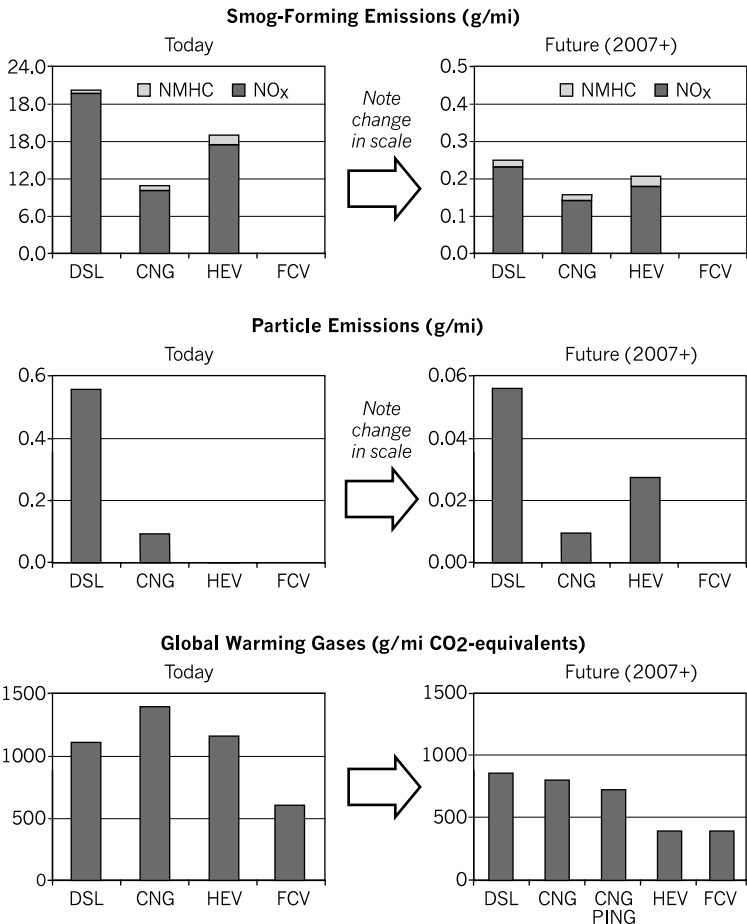 Smog-Forming Emissions (g/mi)
Today
24.0
18.0
18.0
12.0
6.0
0.0
NMHC NOx
DSL CNG HEV FCV
Note
change
in scale
Future (2007+)
0.5
0.4
0.3
0.2
0.1
0.0
NMHC NOx
DSL CNG HEV FCV
Particle Emissions (g/mi)
Today
0.6
0.4
0.2
0.0
DSL CNG HEV FCV
Note
change
in scale
Future (2007+)
0.06
0.04
0.02
0.00
DSL CNG HEV FCV
Global Warming Gases (g/mi CO2-equivalents)
Today
1500
1000
500
0
DSL CNG HEV FCV
Future (2007+)
1500
1000
500
0
DSL CNG CNG HEV FCV
PING